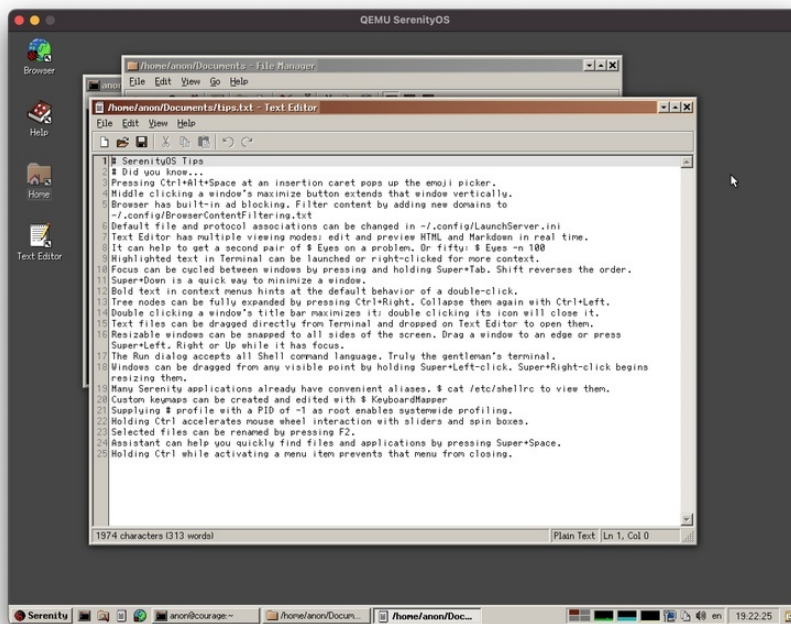 QEMU SerenityOS
Browser
Help
Home
Text Editor
/home/anon/Documents - File Manager
File Edit View Go Help
anon
/home/anon/Documents/tips.txt - Text Editor
File Edit View Help
1 # SerenityOS Tips
2 # Did you know...
3 Pressing Ctrl+Alt+Space at an insertion caret pops up the emoji picker.
4 Middle clicking a window's maximize button extends that window vertically.
5 Browser has built-in ad blocking. Filter content by adding new domains to
~/.config/BrowserContentFiltering.txt
6 Default file and protocol associations can be changed in ~/.config/LaunchServer.ini
7 Text Editor has multiple viewing modes; edit and preview HTML and Markdown in real time.
8 It can help to get a second pair of $ Eyes on a problem. Or fifty: $ Eyes -n 100
9 Highlighted text in Terminal can be launched or right-clicked for more context.
10 Focus can be cycled between windows by pressing and holding Super+Tab. Shift reverses the order.
11 Super+Down is a quick way to minimize a window.
12 Bold text in context menus hints at the default behavior of a double-click.
13 Tree nodes can be fully expanded by pressing Ctrl+Right. Collapse them again with Ctrl+Left.
14 Double clicking a window's title bar maximizes it; double clicking its icon will close it.
15 Text files can be dragged directly from Terminal and dropped on Text Editor to open them.
16 Resizable windows can be snapped to all sides of the screen. Drag a window to an edge or press
Super+Left, Right or Up while it has focus.
17 The Run dialog accepts all Shell command language. Truly the gentleman's terminal.
18 Windows can be dragged from any visible point by holding Super+Left-click. Super+Right-click begins
resizing them.
19 Many Serenity applications already have convenient aliases. $ cat /etc/shellrc to view them.
20 Custom keymaps can be created and edited with $ KeyboardMapper
21 Supplying # profile with a PID of -1 as root enables systemwide profiling.
22 Holding Ctrl accelerates mouse wheel interaction with sliders and spin boxes.
23 Selected files can be renamed by pressing F2.
24 Assistant can help you quickly find files and applications by pressing Super+Space.
25 Holding Ctrl while activating a menu item prevents that menu from closing.
1974 characters (313 words) Plain Text Ln 1, Col 0
Serenity anon@courage:~ /home/anon/Docum... /home/anon/Doc... en 19:22:25